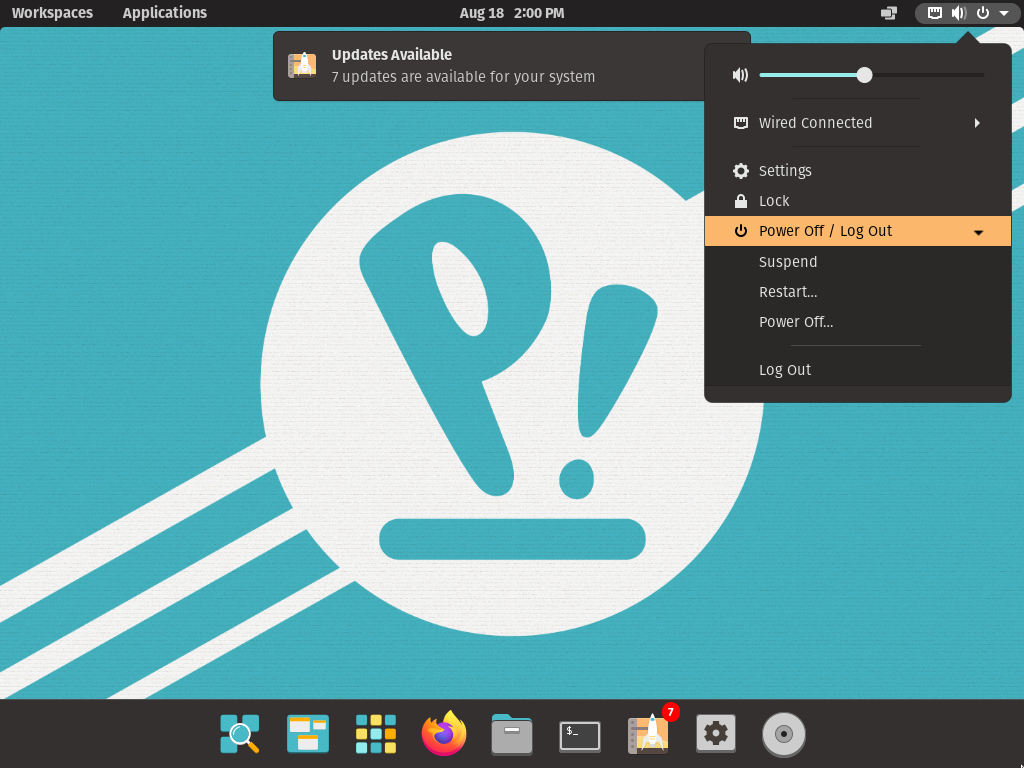 Workspaces Applications Aug 18 2:00 PM
Updates Available
7 updates are available for your system
Wired Connected
Settings
Lock
Power Off / Log Out
Suspend
Restart...
Power Off...
Log Out
P!
$_
7